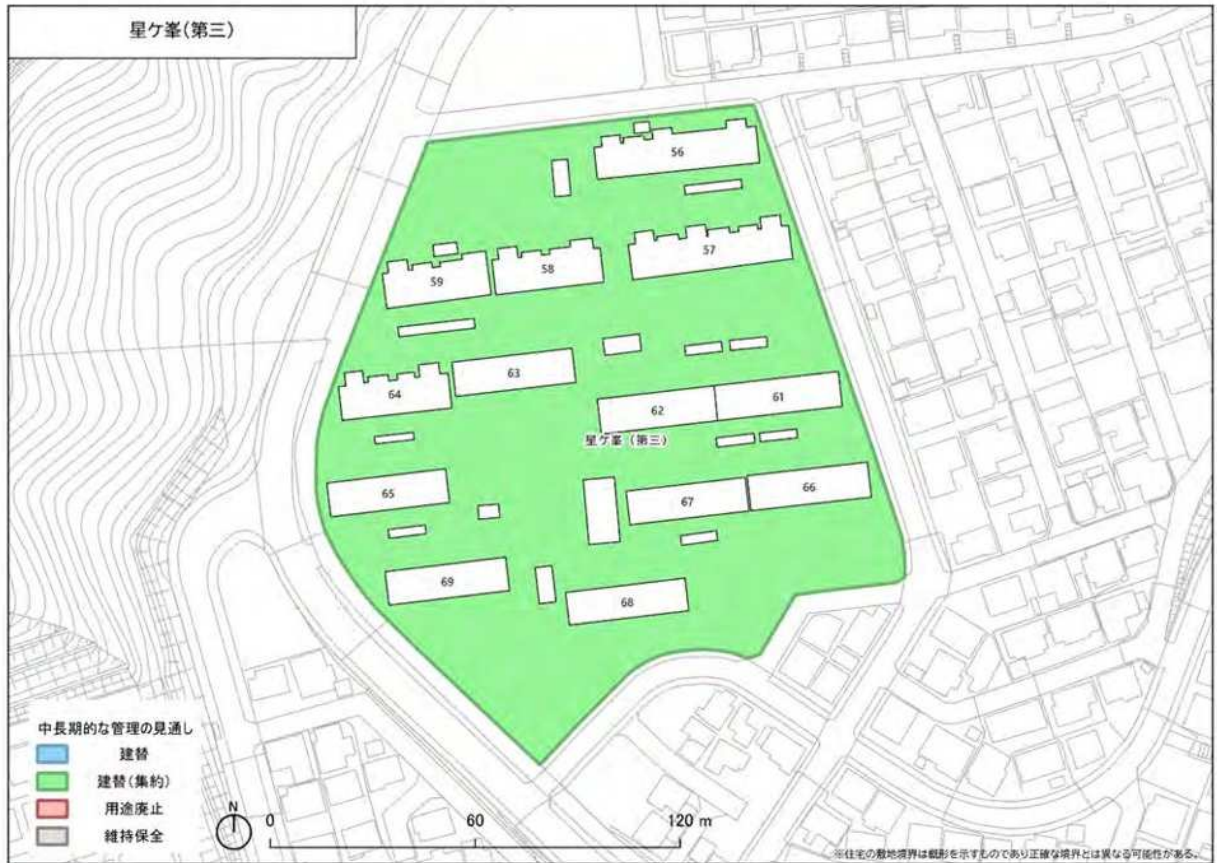 星ケ峯(第三)
56
57
58
59
63
64
61
62
星ケ峯(第三)
65
67
66
69
68
中長期的な管理の見通し
建替
建替(集約)
用途廃止
維持保全
N
0 60 120 m
※住宅の敷地境界は概形を示すものであり正確な境界とは異なる可能性がある。